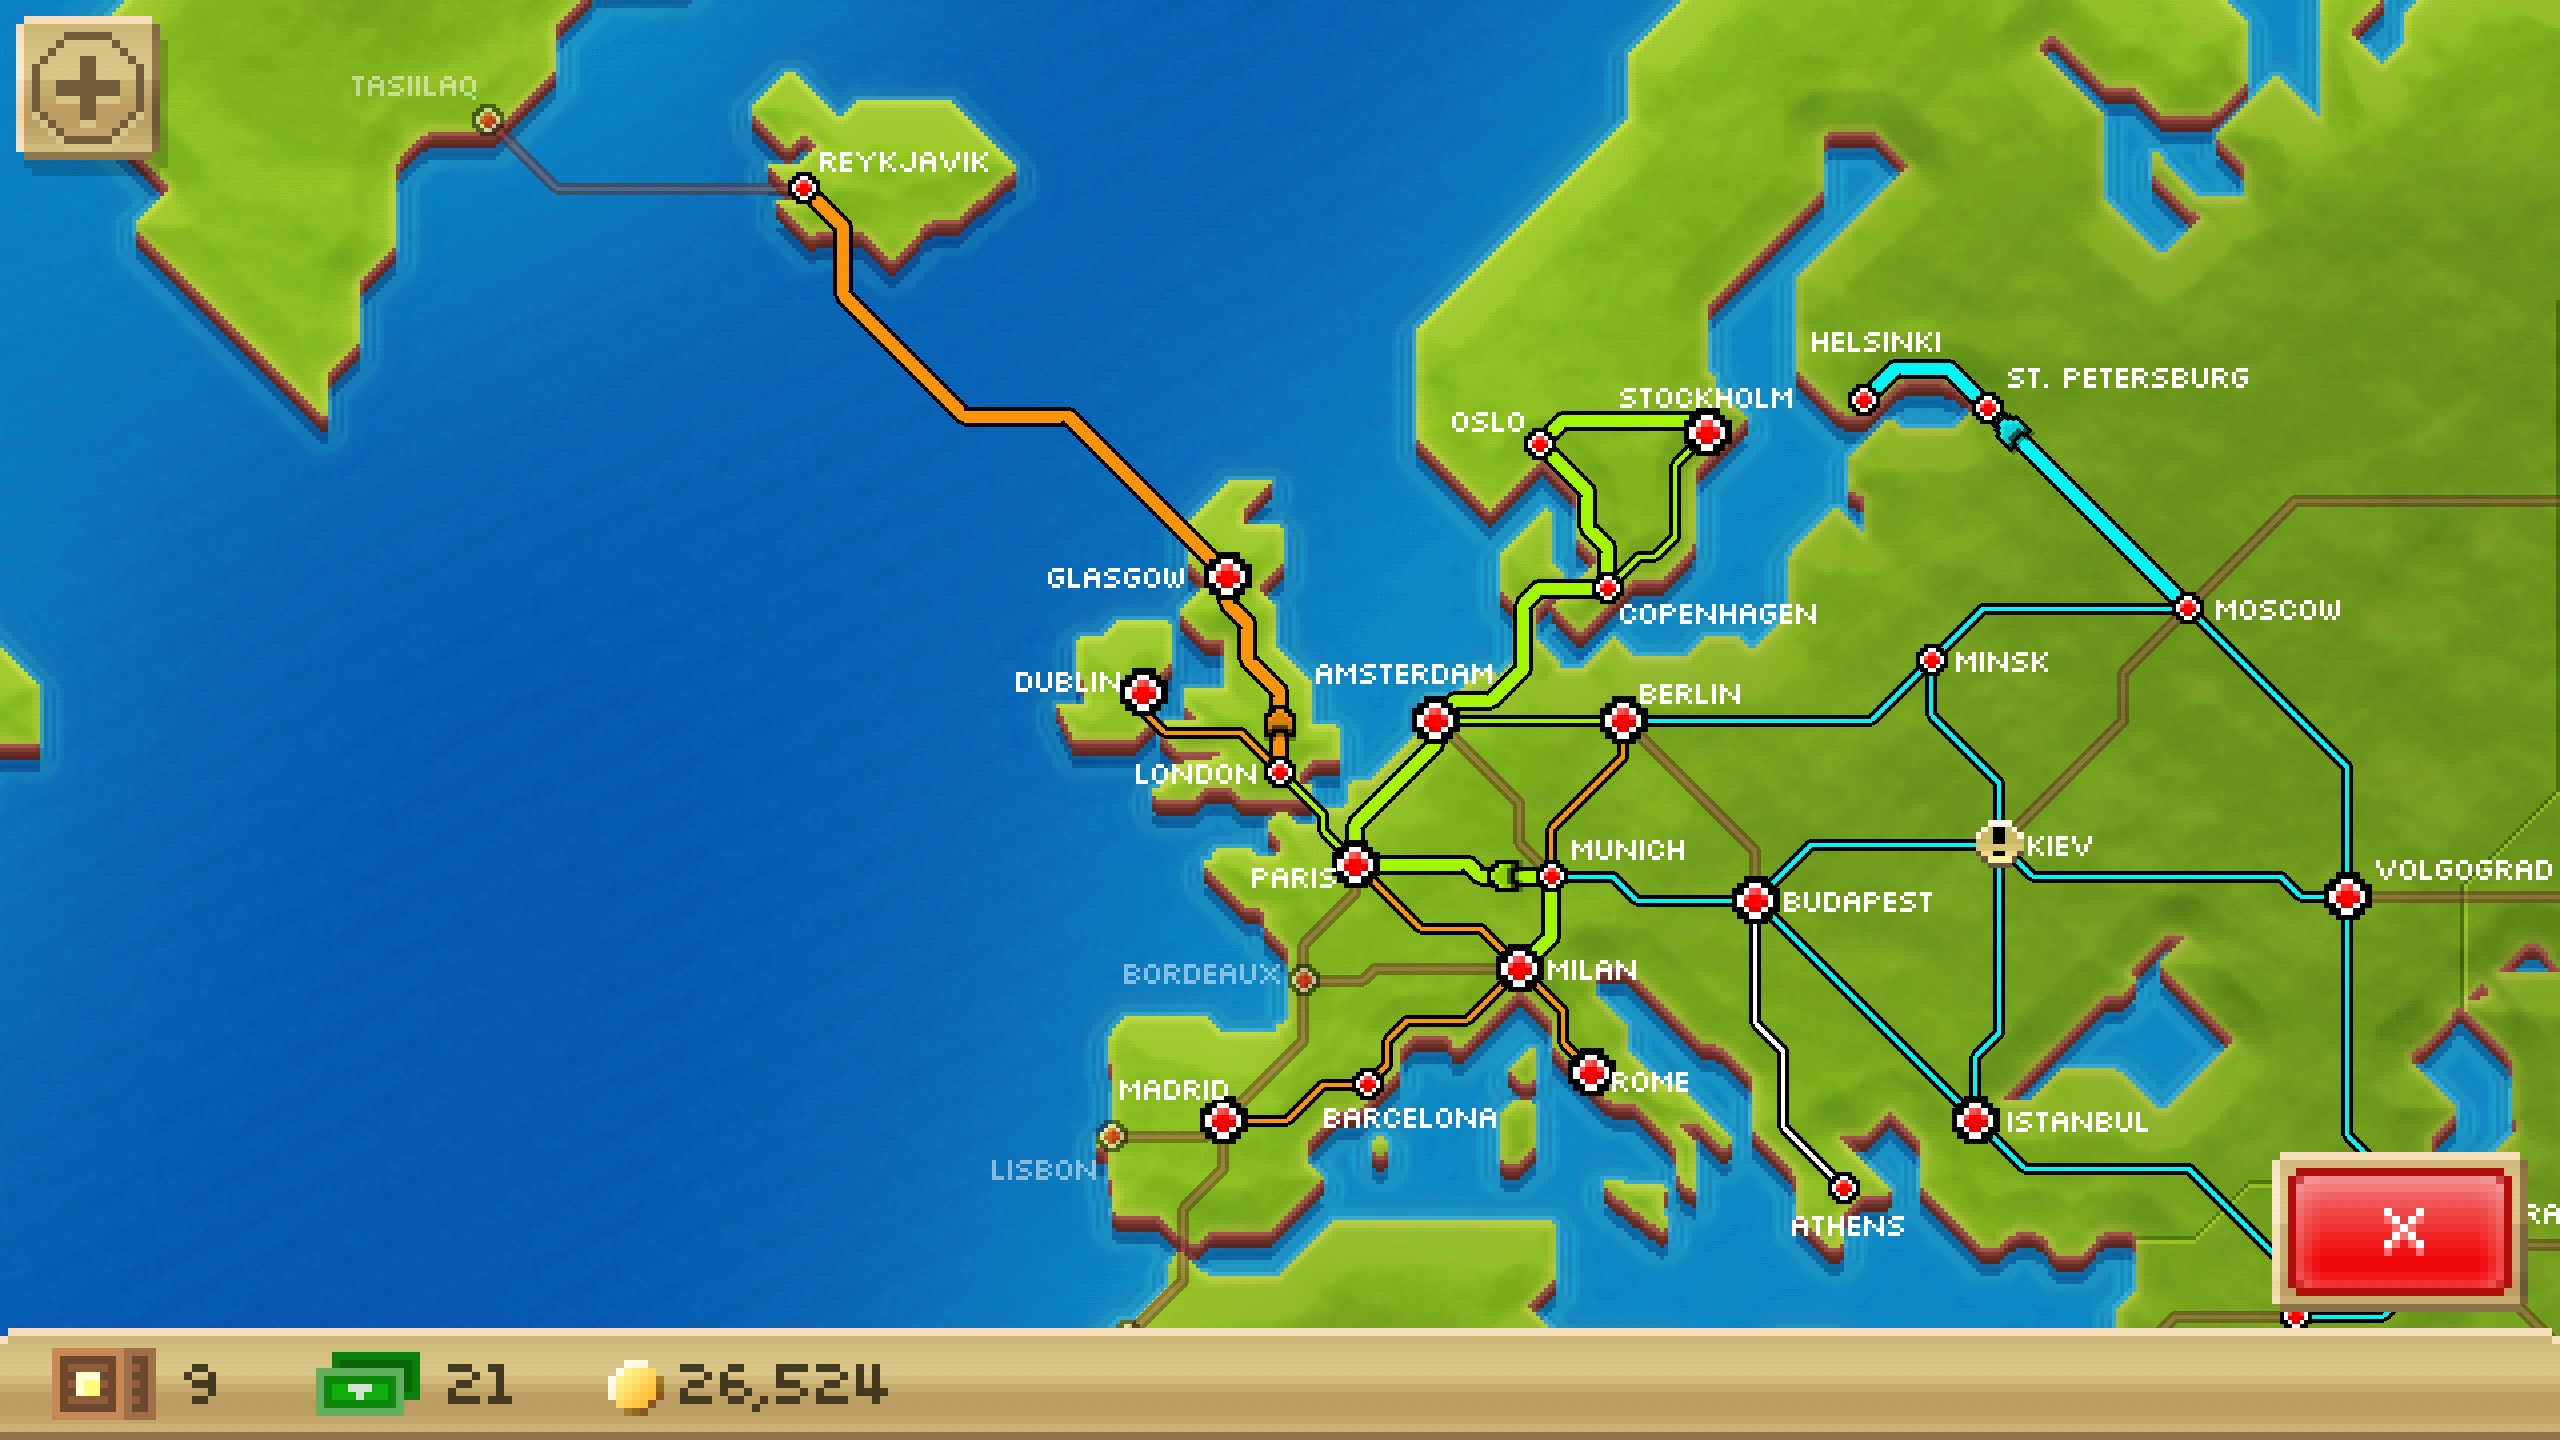 TASIILAQ
REYKJAVIK
HELSINKI
ST. PETERSBURG
STOCKHOLM
OSLO
GLASGOW
COPENHAGEN
MOSCOW
MINSK
AMSTERDAM
DUBLIN
BERLIN
LONDON
MUNICH
KIEV
PARIS
VOLGOGRAD
BUDAPEST
BORDEAUX
MILAN
MADRID
ROME
BARCELONA
ISTANBUL
LISBON
ATHENS
X
9
21
26,524